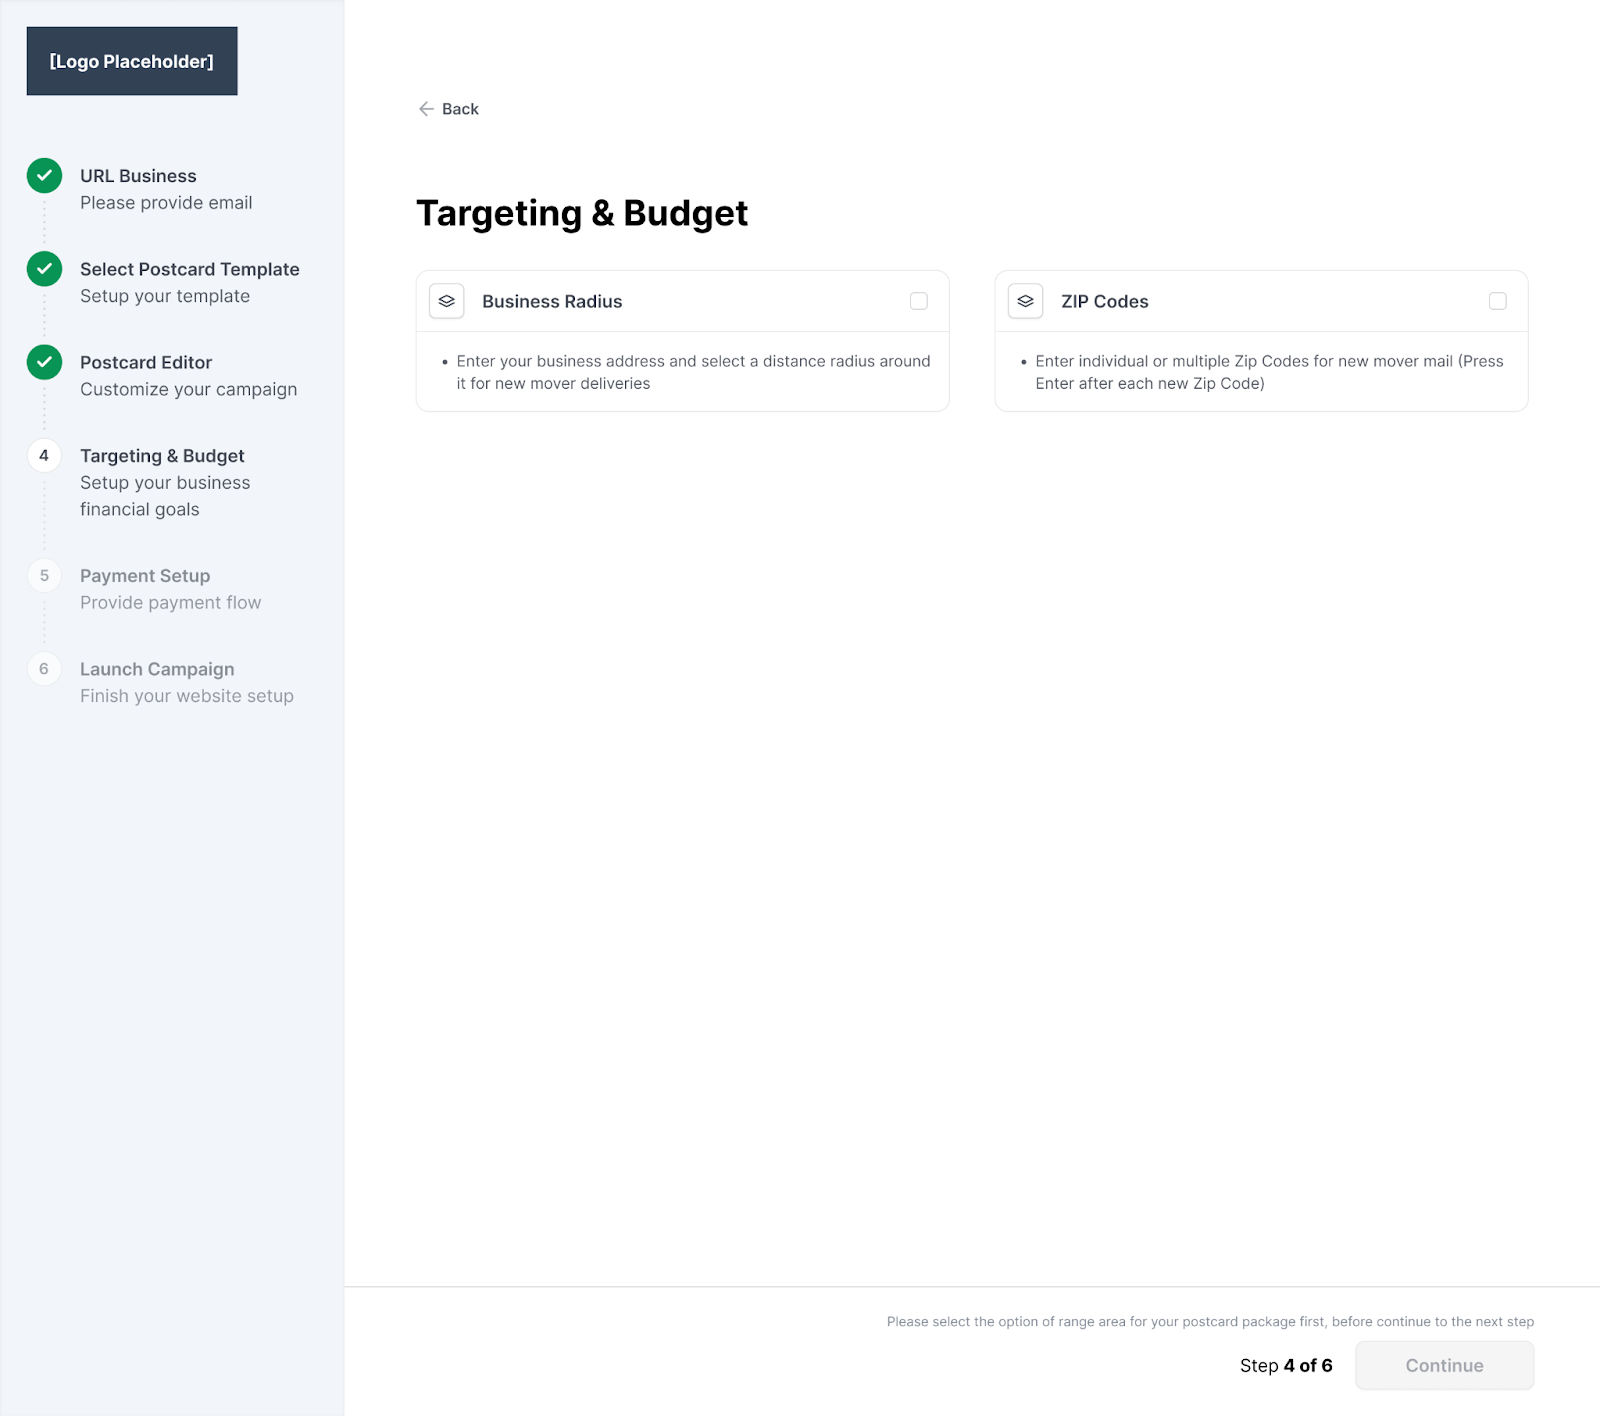 [Logo Placeholder]
URL Business
Please provide email
Select Postcard Template
Setup your template
Postcard Editor
Customize your campaign
4
Targeting & Budget
Setup your business
financial goals
5
Payment Setup
Provide payment flow
6
Launch Campaign
Finish your website setup
Back
Targeting & Budget
Business Radius
• Enter your business address and select a distance radius around
it for new mover deliveries
ZIP Codes
• Enter individual or multiple Zip Codes for new mover mail (Press
Enter after each new Zip Code)
Please select the option of range area for your postcard package first, before continue to the next step
Step 4 of 6
Continue